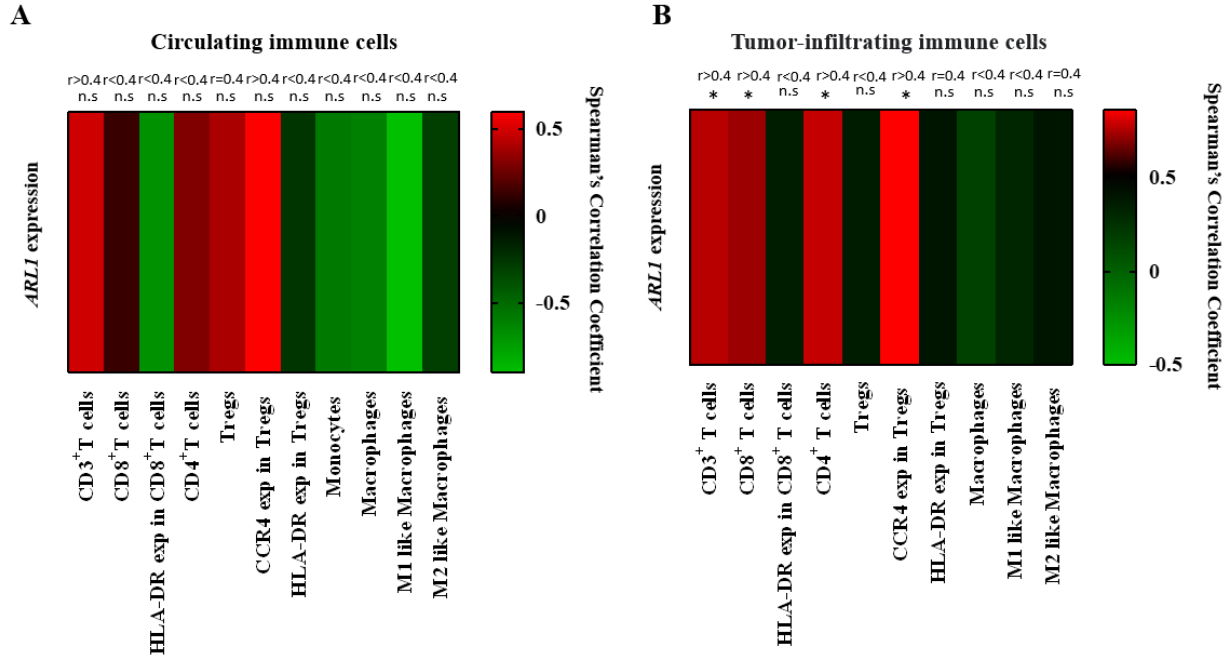 A
Circulating immune cells
r>0.4 r<0.4 r<0.4 r<0.4 r=0.4 r>0.4 r<0.4 r<0.4 r<0.4 r<0.4 r<0.4
n.s n.s n.s n.s n.s n.s n.s n.s n.s n.s n.s
ARL1 expression
CD3+T cells
CD8+T cells
HLA-DR exp in CD8+T cells
CD4+T cells
Tregs
CCR4 exp in Tregs
HLA-DR exp in Tregs
Monocytes
Macrophages
M1 like Macrophages
M2 like Macrophages
0.5
0
-0.5
Spearman's Correlation Coefficient
B
Tumor-infiltrating immune cells
r>0.4 r>0.4 r<0.4 r>0.4 r<0.4 r>0.4 r=0.4 r<0.4 r<0.4 r=0.4
* * n.s * n.s * n.s n.s n.s n.s
ARL1 expression
CD3+ T cells
CD8+ T cells
HLA-DR exp in CD8+ T cells
CD4+ T cells
Tregs
CCR4 exp in Tregs
HLA-DR exp in Tregs
Macrophages
M1 like Macrophages
M2 like Macrophages
0.5
0
-0.5
Spearman's Correlation Coefficient